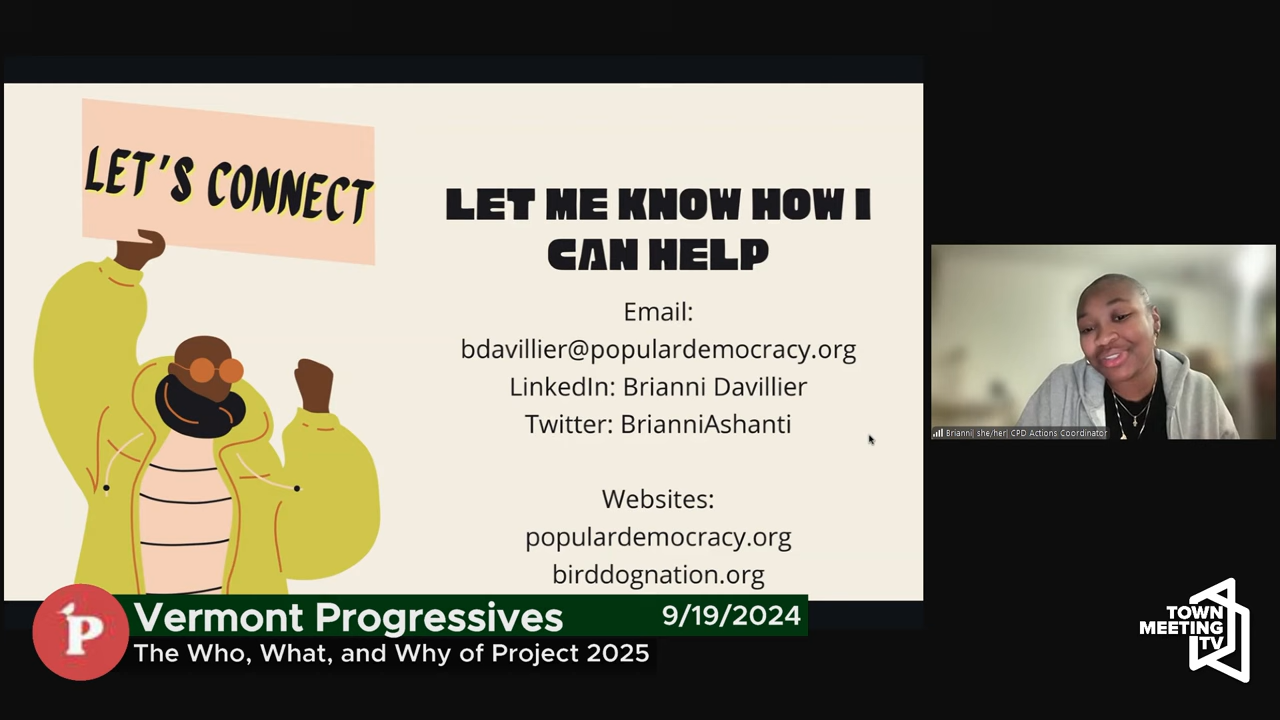 LET'S CONNECT
LET ME KNOW HOW I
CAN HELP
Email:
bdavillier@populardemocracy.org
LinkedIn: Brianni Davillier
Twitter: BrianniAshanti
Websites:
populardemocracy.org
birddognation.org
Brianni| she/her| CPD Actions Coordinator
P
Vermont Progressives
9/19/2024
The Who, What, and Why of Project 2025
TOWN
MEETING
TV